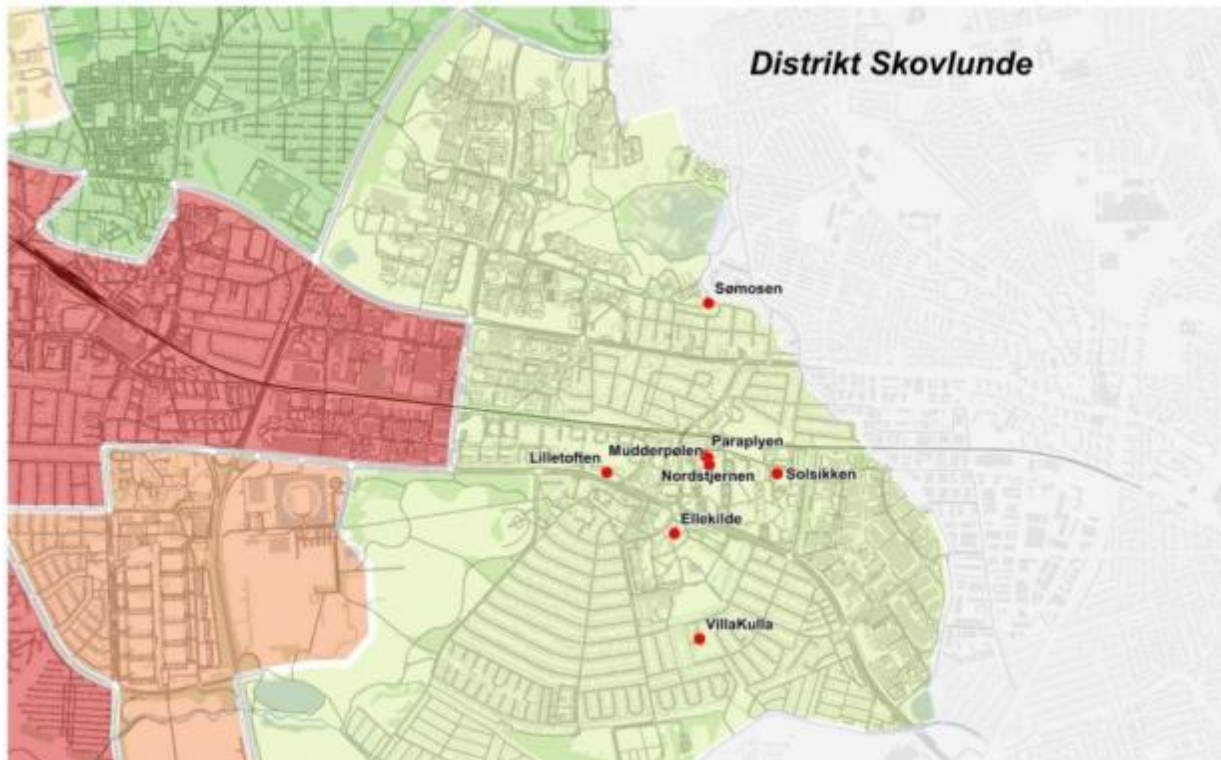 Distrikt Skovlunde
Sømosen
Paraplyen
Mudderpølen
Lilletoften
Nordstjernen
Solsikken
Ellekilde
VillaKulla